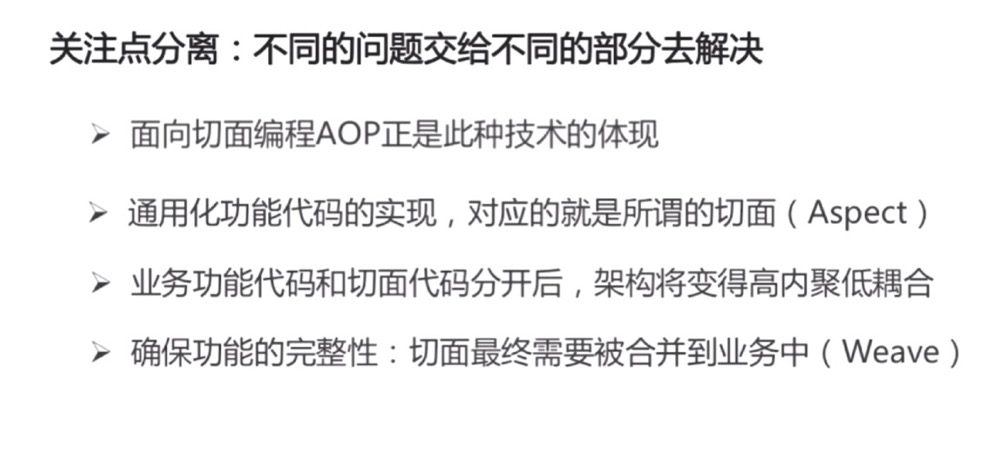 关注点分离：不同的问题交给不同的部分去解决
➢ 面向切面编程AOP正是此种技术的体现
➢ 通用化功能代码的实现，对应的就是所谓的切面（Aspect）
➢ 业务功能代码和切面代码分开后，架构将变得高内聚低耦合
➢ 确保功能的完整性：切面最终需要被合并到业务中（Weave）